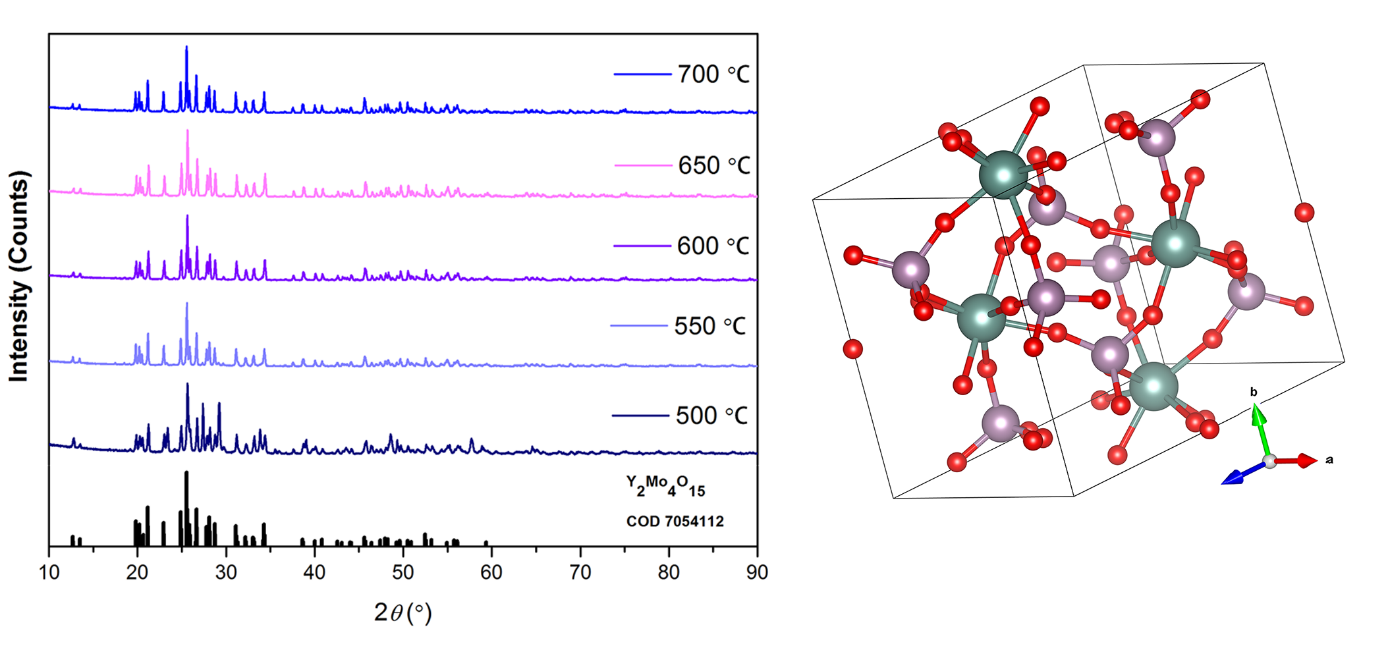 Intensity (Counts)
700 °C
650 °C
600 °C
550 °C
500 °C
Y2Mo4O15
COD 7054112
10 20 30 40 50 60 70 80 90
2θ (°)
b
a